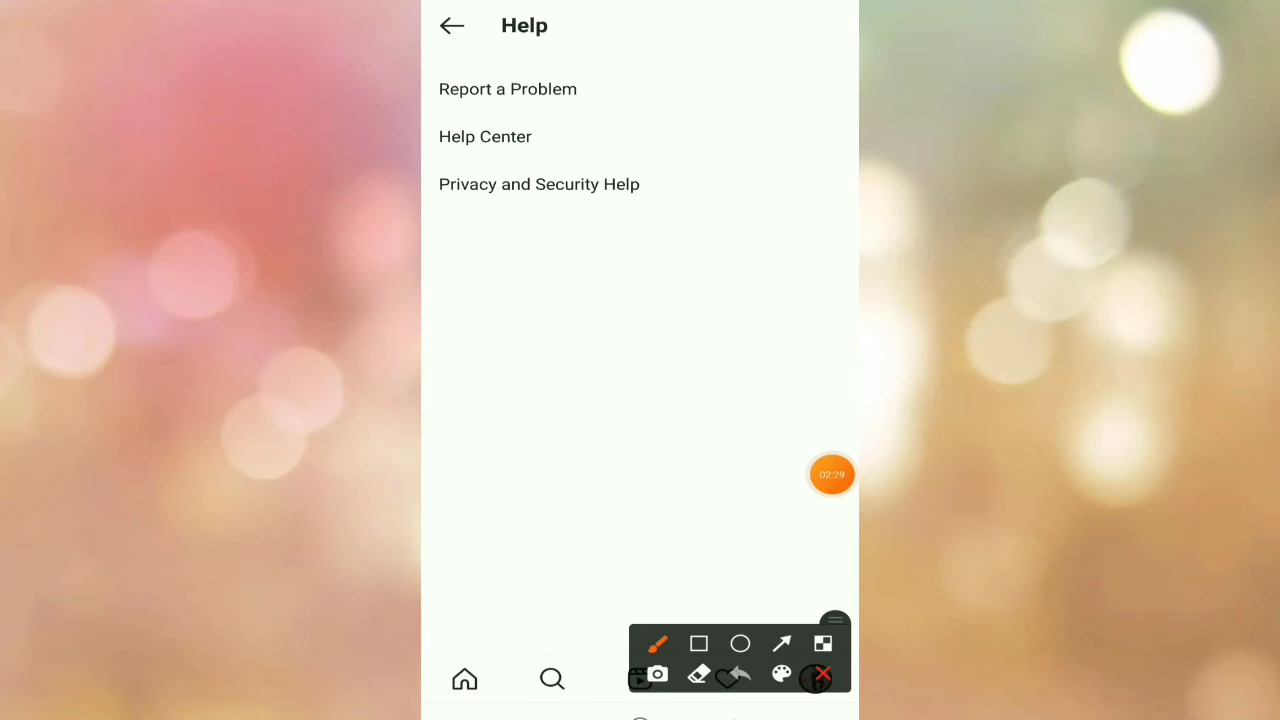 Help
Report a Problem
Help Center
Privacy and Security Help
02:29